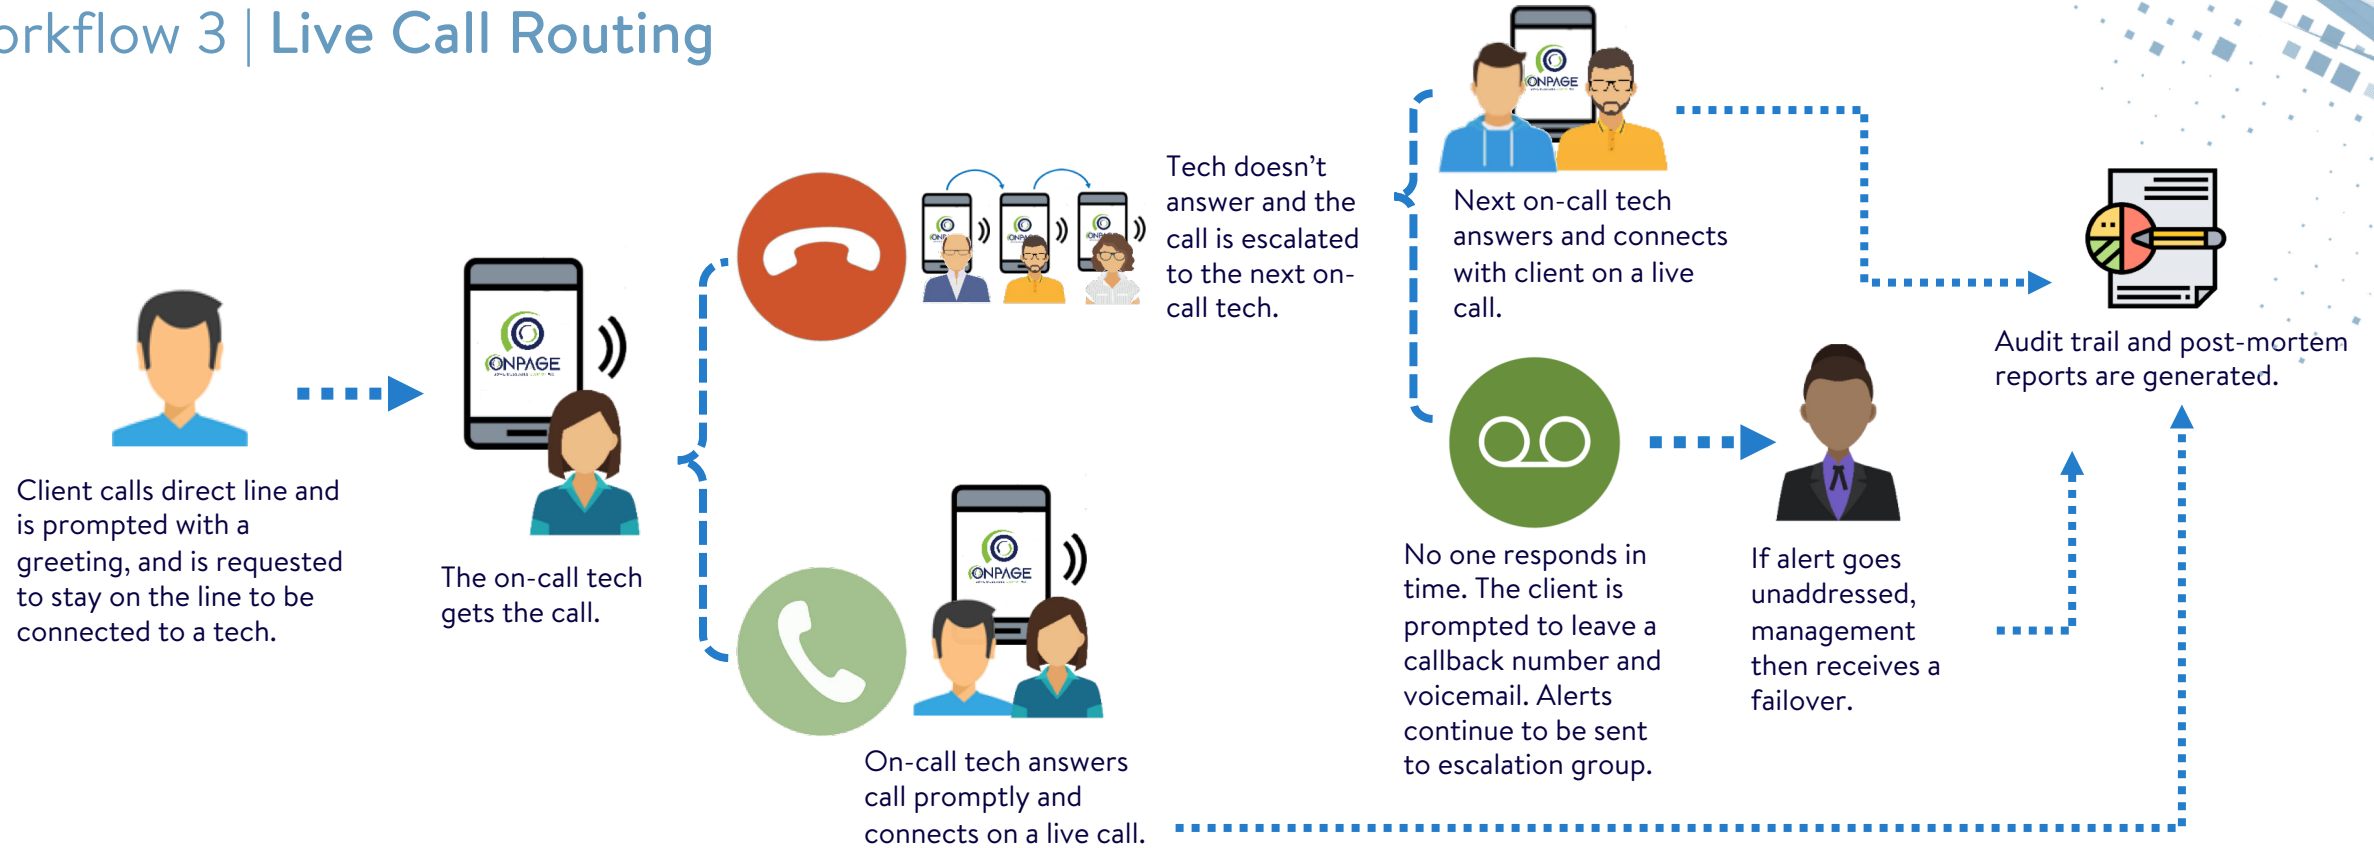 orkflow 3 | Live Call Routing
Client calls direct line and
is prompted with a
greeting, and is requested
to stay on the line to be
connected to a tech.
ONPAGE
The on-call tech
gets the call.
Tech doesn't
answer and the
call is escalated
to the next on-
call tech.
ONPAGE
On-call tech answers
call promptly and
connects on a live call.
ONPAGE
Next on-call tech
answers and connects
with client on a live
call.
No one responds in
time. The client is
prompted to leave a
callback number and
voicemail. Alerts
continue to be sent
to escalation group.
If alert goes
unaddressed,
management
then receives a
failover.
Audit trail and post-mortem
reports are generated.